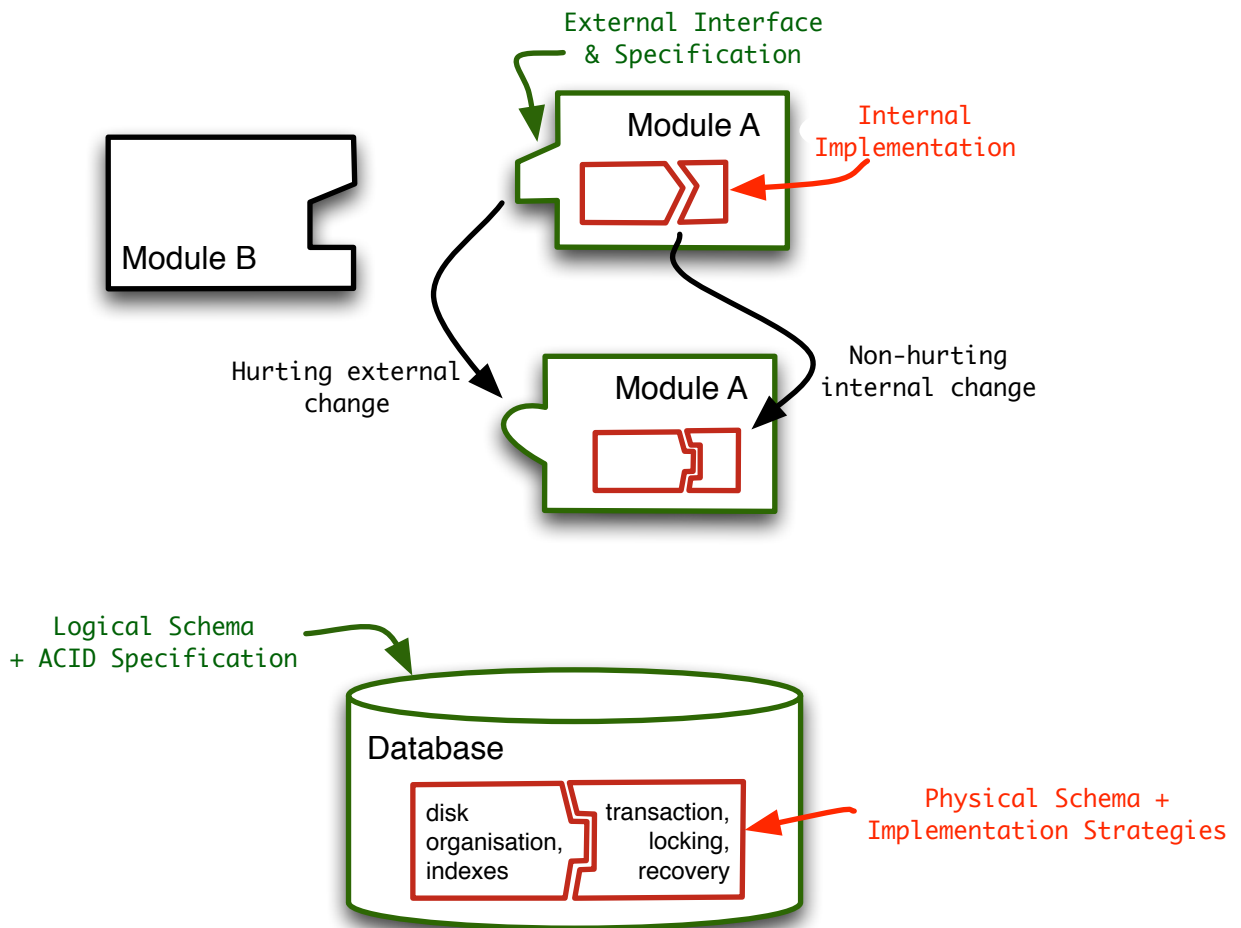 External Interface
& Specification
Module A
Internal
Implementation
Module B
Hurting external
change
Module A
Non-hurting
internal change
Logical Schema
+ ACID Specification
Database
disk
organisation,
indexes
transaction,
locking,
recovery
Physical Schema +
Implementation Strategies